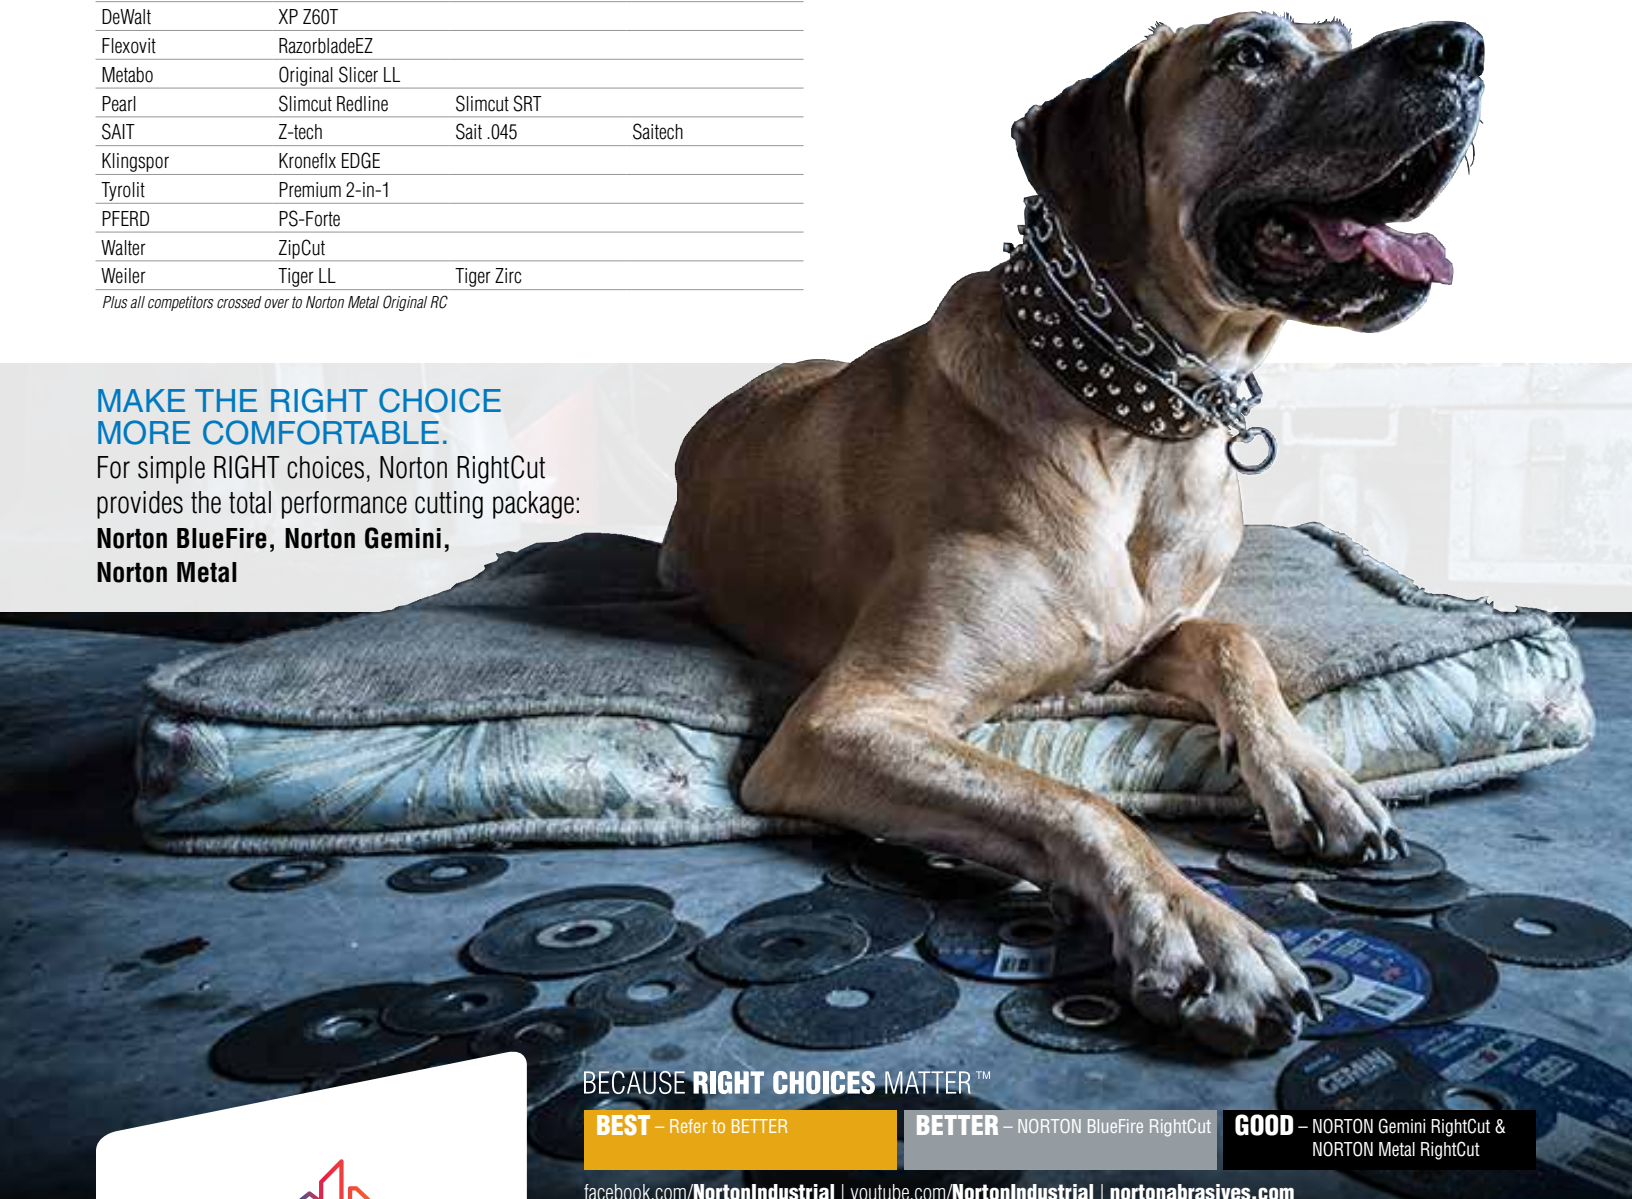 DeWalt XP Z60T
Flexovit RazorbladeEZ
Metabo Original Slicer LL
Pearl Slimcut Redline Slimcut SRT
SAIT Z-tech Sait .045 Saitech
Klingspor Kroneflx EDGE
Tyrolit Premium 2-in-1
PFERD PS-Forte
Walter ZipCut
Weiler Tiger LL Tiger Zirc
Plus all competitors crossed over to Norton Metal Original RC
MAKE THE RIGHT CHOICE
MORE COMFORTABLE.
For simple RIGHT choices, Norton RightCut
provides the total performance cutting package:
Norton BlueFire, Norton Gemini,
Norton Metal
GEMINI
BECAUSE RIGHT CHOICES MATTER™
BEST – Refer to BETTER
BETTER – NORTON BlueFire RightCut
GOOD – NORTON Gemini RightCut &
NORTON Metal RightCut
facebook.com/NortonIndustrial | youtube.com/NortonIndustrial | nortonabrasives.com